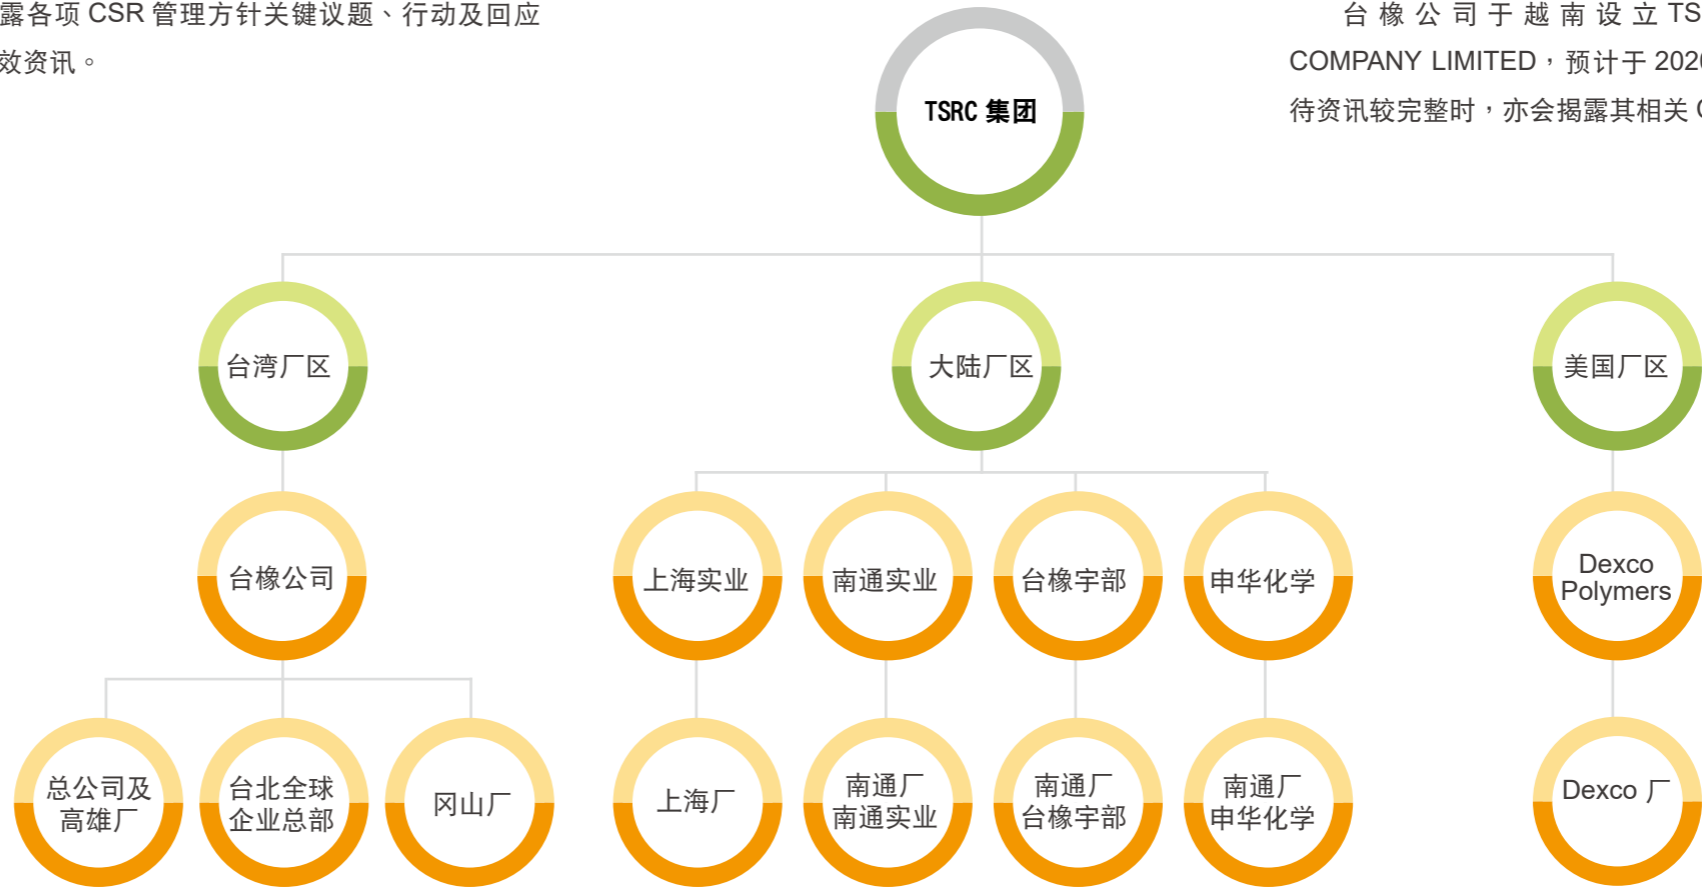 露各项 CSR 管理方针关键议题、行动及回应
效资讯。
台橡公司于越南设立 TS
COMPANY LIMITED，预计于 202
待资讯较完整时，亦会揭露其相关
TSRC 集团
台湾厂区
大陆厂区
美国厂区
台橡公司
上海实业
南通实业
台橡宇部
申华化学
Dexco
Polymers
总公司及
高雄厂
台北全球
企业总部
冈山厂
上海厂
南通厂
南通实业
南通厂
台橡宇部
南通厂
申华化学
Dexco 厂